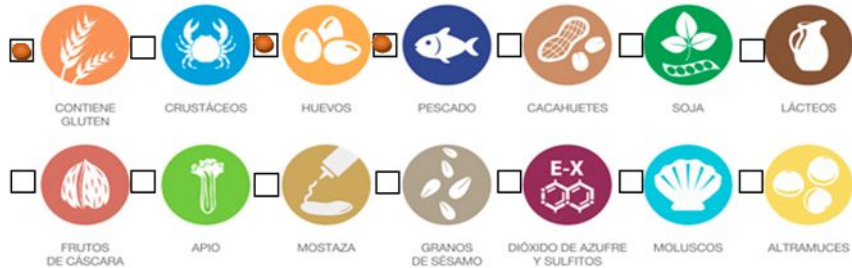 CONTIENE
GLUTEN
CRUSTÁCEOS
HUEVOS
PESCADO
CACAHUETES
SOJA
LÁCTEOS
E-X
FRUTOS
DE CÁSCARA
APIO
MOSTAZA
GRANOS
DE SÉSAMO
DIÓXIDO DE AZUFRE
Y SULFITOS
MOLUSCOS
ALTRAMUCES